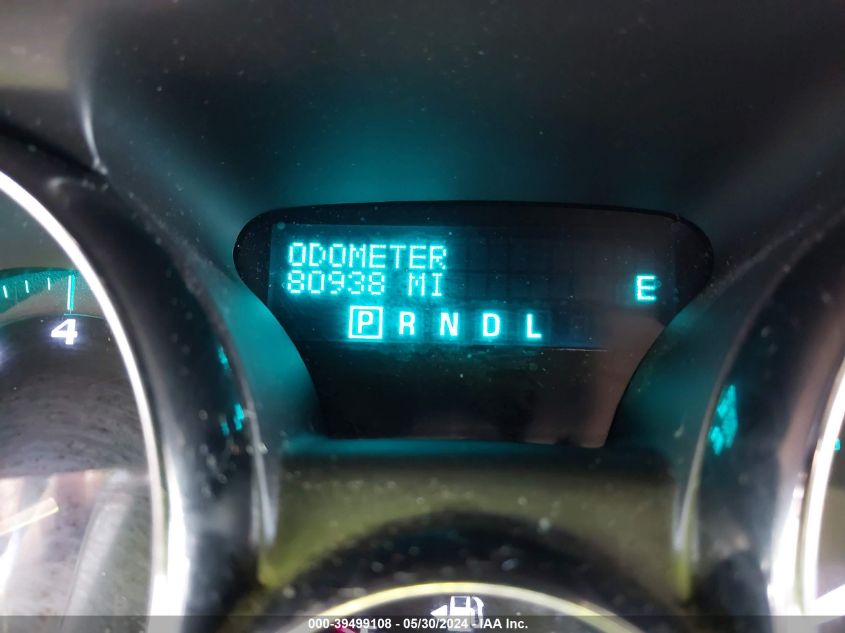 ODOMETER
80938 MI E
P R N D L
4
000-39499108 - 05/30/2024 - IAA Inc.